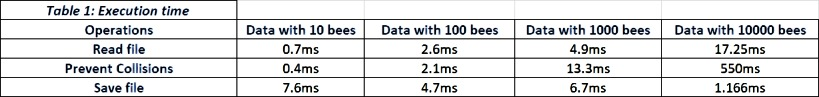 Table 1: Execution time
Operations Data with 10 bees Data with 100 bees Data with 1000 bees Data with 10000 bees
Read file 0.7ms 2.6ms 4.9ms 17.25ms
Prevent Collisions 0.4ms 2.1ms 13.3ms 550ms
Save file 7.6ms 4.7ms 6.7ms 1.166ms